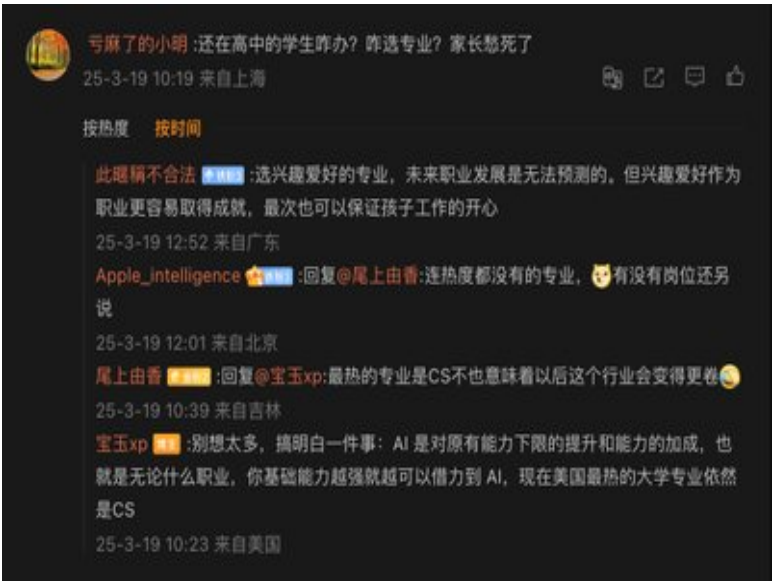 亏麻了的小明:还在高中的学生咋办？咋选专业？家长愁死了
25-3-19 10:19 来自上海
按热度 按时间
此暱稱不合法 :选兴趣爱好的专业，未来职业发展是无法预测的。但兴趣爱好作为
职业更容易取得成就，最次也可以保证孩子工作的开心
25-3-19 12:52 来自广东
Apple_intelligence :回复@尾上由香:连热度都没有的专业，有没有岗位还另
说
25-3-19 12:01 来自北京
尾上由香 :回复@宝玉xp:最热的专业是CS不也意味着以后这个行业会变得更卷
25-3-19 10:39 来自吉林
宝玉xp 博主 :别想太多，搞明白一件事：AI 是对原有能力下限的提升和能力的加成，也
就是无论什么职业，你基础能力越强就越可以借力到 AI，现在美国最热的大学专业依然
是CS
25-3-19 10:23 来自美国